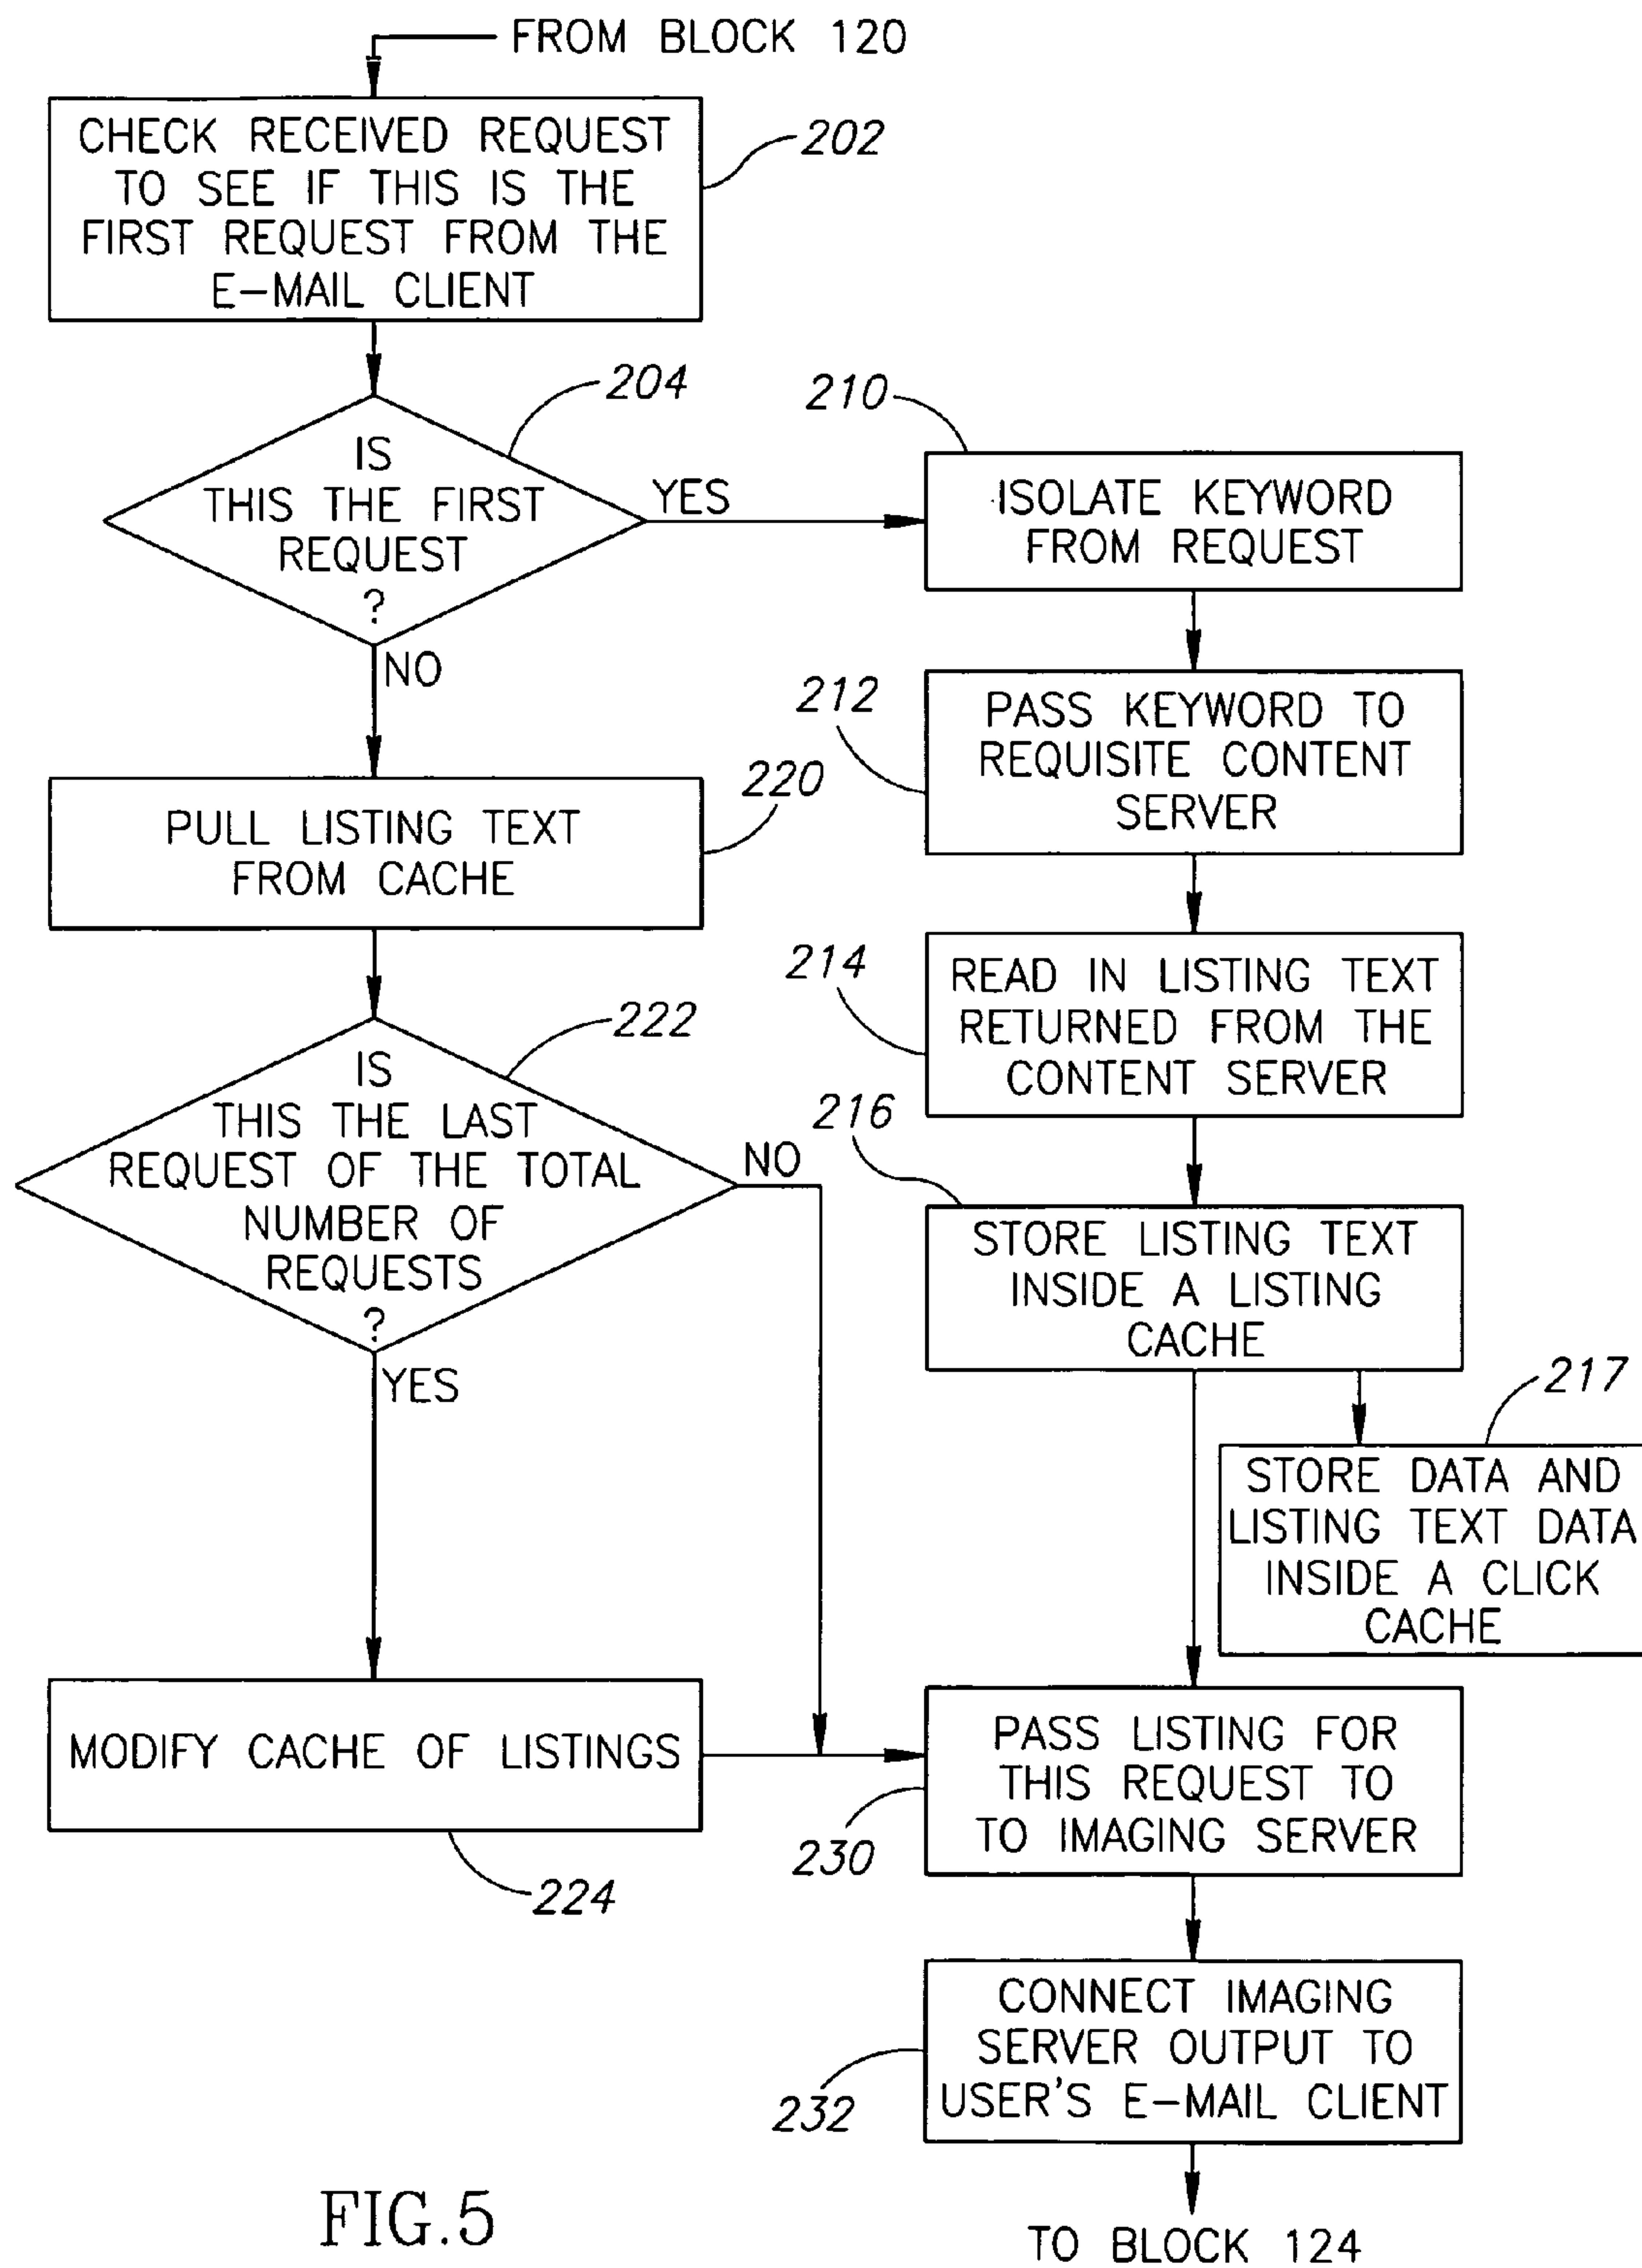 FROM BLOCK 120
CHECK RECEIVED REQUEST
TO SEE IF THIS IS THE
FIRST REQUEST FROM THE
E-MAIL CLIENT
202
204
IS
THIS THE FIRST
REQUEST
?
YES
NO
210
ISOLATE KEYWORD
FROM REQUEST
212
PASS KEYWORD TO
REQUISITE CONTENT
SERVER
220
PULL LISTING TEXT
FROM CACHE
214
READ IN LISTING TEXT
RETURNED FROM THE
CONTENT SERVER
222
IS
THIS THE LAST
REQUEST OF THE TOTAL
NUMBER OF
REQUESTS
?
NO
YES
216
STORE LISTING TEXT
INSIDE A LISTING
CACHE
217
STORE DATA AND
LISTING TEXT DATA
INSIDE A CLICK
CACHE
MODIFY CACHE OF LISTINGS
224
PASS LISTING FOR
THIS REQUEST TO
TO IMAGING SERVER
230
CONNECT IMAGING
SERVER OUTPUT TO
USER'S E-MAIL CLIENT
232
TO BLOCK 124
FIG.5